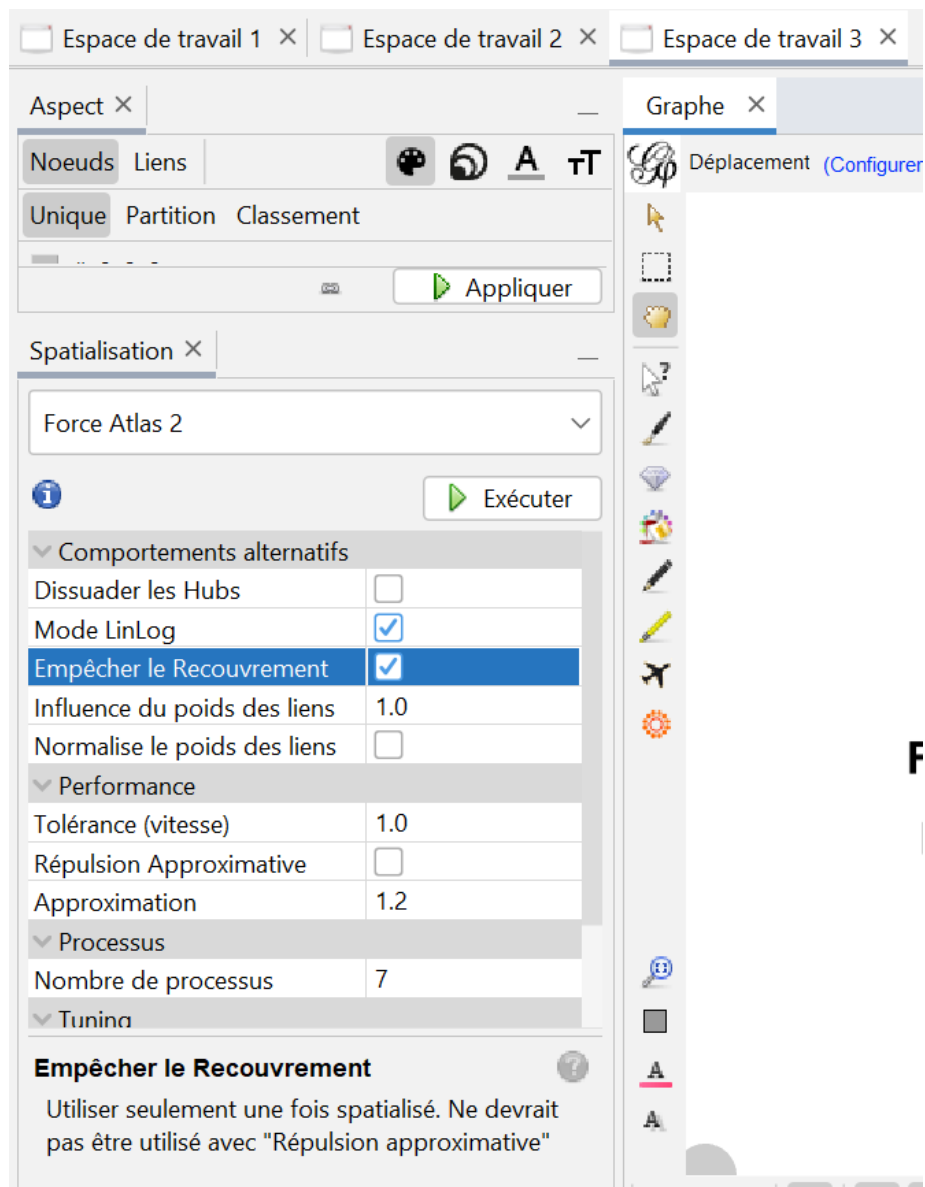 Espace de travail 1
Espace de travail 2
Espace de travail 3
Aspect
Noeuds Liens
A TT
Unique Partition Classement
Appliquer
Spatialisation
Force Atlas 2
Exécuter
Comportements alternatifs
Dissuader les Hubs
Mode LinLog
Empêcher le Recouvrement
Influence du poids des liens 1.0
Normalise le poids des liens
Performance
Tolérance (vitesse) 1.0
Répulsion Approximative
Approximation 1.2
Processus
Nombre de processus 7
Tuning
Empêcher le Recouvrement
Utiliser seulement une fois spatialisé. Ne devrait
pas être utilisé avec "Répulsion approximative"
Graphe
Déplacement (Configurer
F
A
A